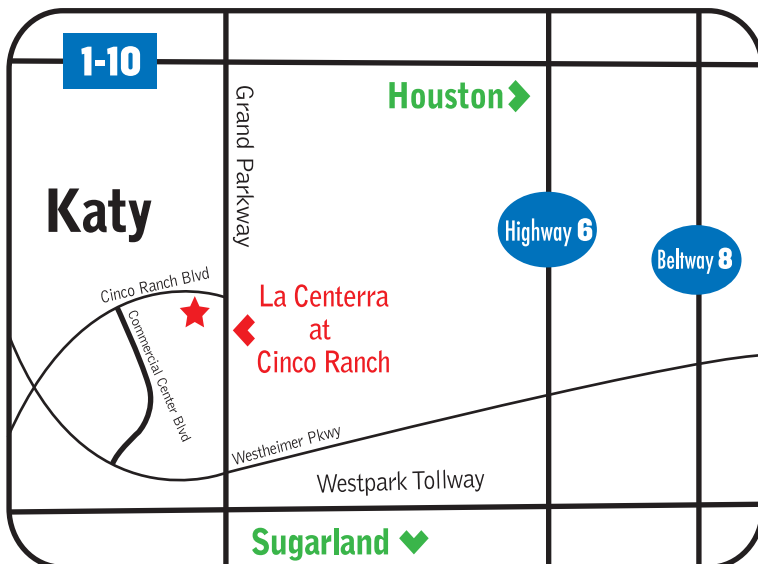 1-10
Houston
Grand Parkway
Katy
Highway 6
Beltway 8
Cinco Ranch Blvd
La Centerra
at
Cinco Ranch
Commercial Center Blvd
Westheimer Pkwy
Westpark Tollway
Sugarland